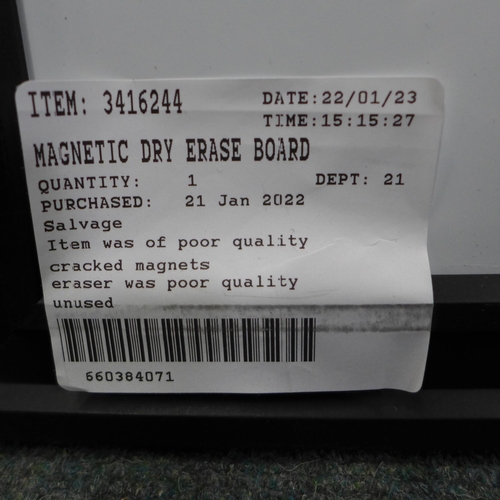 ITEM: 3416244 DATE:22/01/23
TIME:15:15:27
MAGNETIC DRY ERASE BOARD
QUANTITY: 1 DEPT: 21
PURCHASED: 21 Jan 2022
Salvage
Item was of poor quality
cracked magnets
eraser was poor quality
unused
660384071